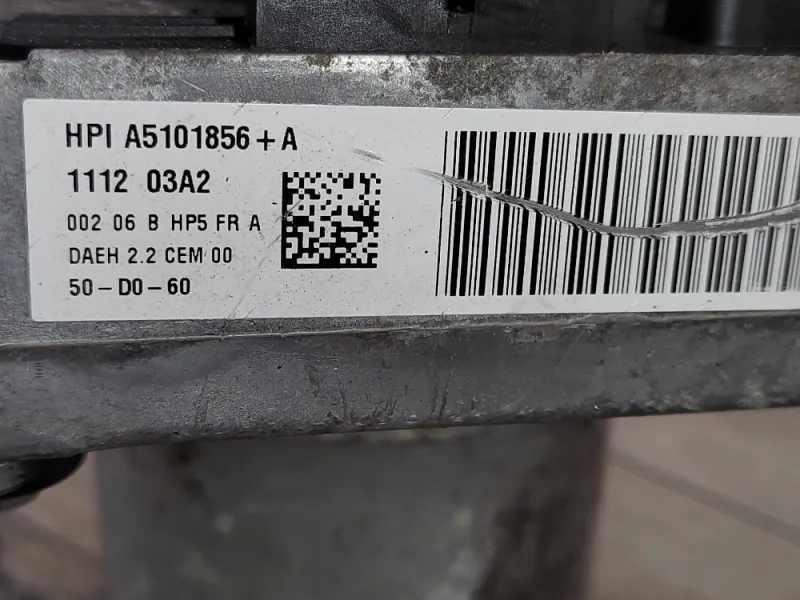 HPI A5101856+A
1112 03A2
002 06 B HP5 FR A
DAEH 2.2 CEM 00
50-D0-60